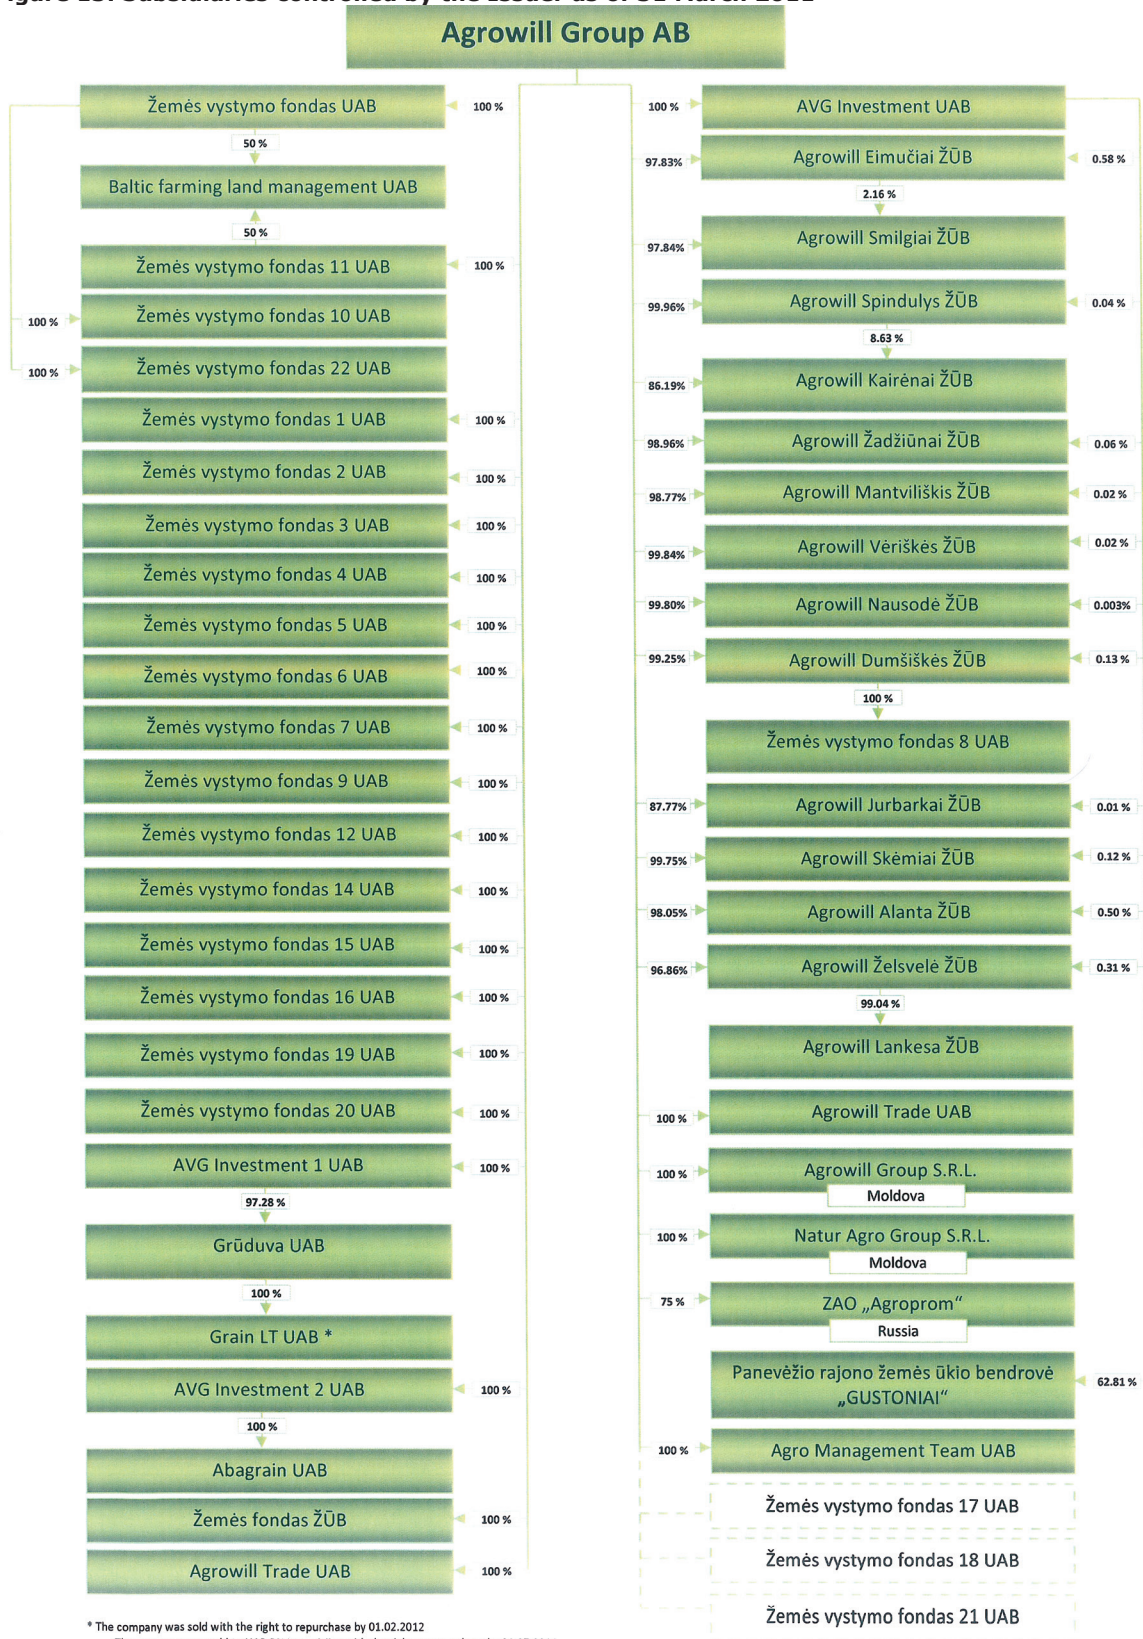 Figure 13. Subsidiaries controlled by the Issuer as of 31 March 2011
Agrowill Group AB
Žemės vystymo fondas UAB
100 %
50 %
Baltic farming land management UAB
50 %
Žemės vystymo fondas 11 UAB
100 %
Žemės vystymo fondas 10 UAB
100 %
Žemės vystymo fondas 22 UAB
100 %
Žemės vystymo fondas 1 UAB
100 %
Žemės vystymo fondas 2 UAB
100 %
Žemės vystymo fondas 3 UAB
100 %
Žemės vystymo fondas 4 UAB
100 %
Žemės vystymo fondas 5 UAB
100 %
Žemės vystymo fondas 6 UAB
100 %
Žemės vystymo fondas 7 UAB
100 %
Žemės vystymo fondas 9 UAB
100 %
Žemės vystymo fondas 12 UAB
100 %
Žemės vystymo fondas 14 UAB
100 %
Žemės vystymo fondas 15 UAB
100 %
Žemės vystymo fondas 16 UAB
100 %
Žemės vystymo fondas 19 UAB
100 %
Žemės vystymo fondas 20 UAB
100 %
AVG Investment 1 UAB
100 %
97.28 %
Grūduva UAB
100 %
Grain LT UAB *
AVG Investment 2 UAB
100 %
100 %
Abagrain UAB
Žemės fondas ŽŪB
100 %
Agrowill Trade UAB
100 %
100 %
AVG Investment UAB
97.83%
Agrowill Eimučiai ŽŪB
0.58 %
2.16 %
97.84%
Agrowill Smilgiai ŽŪB
99.96%
Agrowill Spindulys ŽŪB
0.04 %
8.63 %
86.19%
Agrowill Kairėnai ŽŪB
98.96%
Agrowill Žadžiūnai ŽŪB
0.06 %
98.77%
Agrowill Mantviliškis ŽŪB
0.02 %
99.84%
Agrowill Vėriškės ŽŪB
0.02 %
99.80%
Agrowill Nausodė ŽŪB
0.003%
99.25%
Agrowill Dumšiškės ŽŪB
0.13 %
100 %
Žemės vystymo fondas 8 UAB
87.77%
Agrowill Jurbarkai ŽŪB
0.01 %
99.75%
Agrowill Skėmiai ŽŪB
0.12 %
98.05%
Agrowill Alanta ŽŪB
0.50 %
96.86%
Agrowill Želsvelė ŽŪB
0.31 %
99.04 %
Agrowill Lankesa ŽŪB
100 %
Agrowill Trade UAB
100 %
Agrowill Group S.R.L.
Moldova
100 %
Natur Agro Group S.R.L.
Moldova
75 %
ZAO „Agroprom“
Russia
Panevėžio rajono žemės ūkio bendrovė
„GUSTONIAI“
62.81 %
100 %
Agro Management Team UAB
Žemės vystymo fondas 17 UAB
Žemės vystymo fondas 18 UAB
Žemės vystymo fondas 21 UAB
* The company was sold with the right to repurchase by 01.02.2012